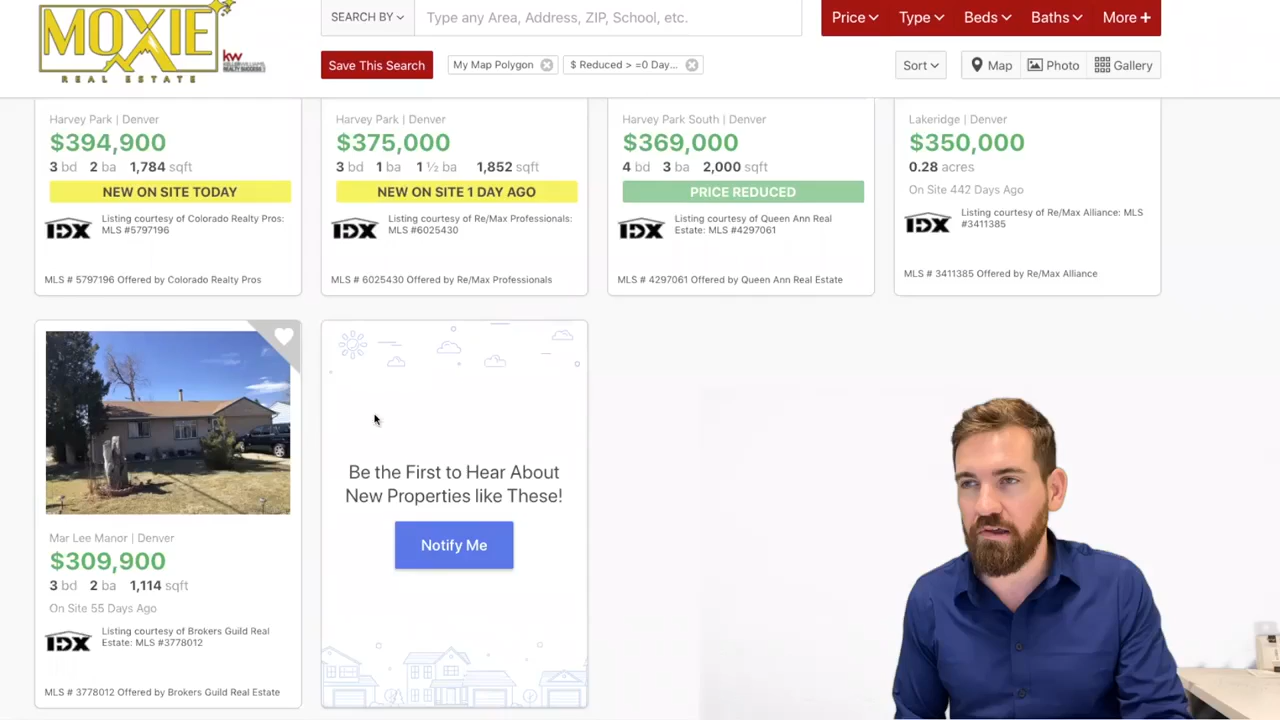 MOXIE
REAL ESTATE
kw
KELLERWILLIAMS
REALTY SUCCESS
SEARCH BY
Type any Area, Address, ZIP, School, etc.
Price
Type
Beds
Baths
More +
Save This Search
My Map Polygon
$ Reduced > =0 Day...
Sort
Map
Photo
Gallery
Harvey Park | Denver
$394,900
3 bd 2 ba 1,784 sqft
NEW ON SITE TODAY
IDX
Listing courtesy of Colorado Realty Pros:
MLS #5797196
MLS # 5797196 Offered by Colorado Realty Pros
Harvey Park | Denver
$375,000
3 bd 1 ba 1 ½ ba 1,852 sqft
NEW ON SITE 1 DAY AGO
IDX
Listing courtesy of Re/Max Professionals:
MLS #6025430
MLS # 6025430 Offered by Re/Max Professionals
Harvey Park South | Denver
$369,000
4 bd 3 ba 2,000 sqft
PRICE REDUCED
IDX
Listing courtesy of Queen Ann Real
Estate: MLS #4297061
MLS # 4297061 Offered by Queen Ann Real Estate
Lakeridge | Denver
$350,000
0.28 acres
On Site 442 Days Ago
IDX
Listing courtesy of Re/Max Alliance: MLS
#3411385
MLS # 3411385 Offered by Re/Max Alliance
Mar Lee Manor | Denver
$309,900
3 bd 2 ba 1,114 sqft
On Site 55 Days Ago
IDX
Listing courtesy of Brokers Guild Real
Estate: MLS #3778012
MLS # 3778012 Offered by Brokers Guild Real Estate
Be the First to Hear About
New Properties like These!
Notify Me